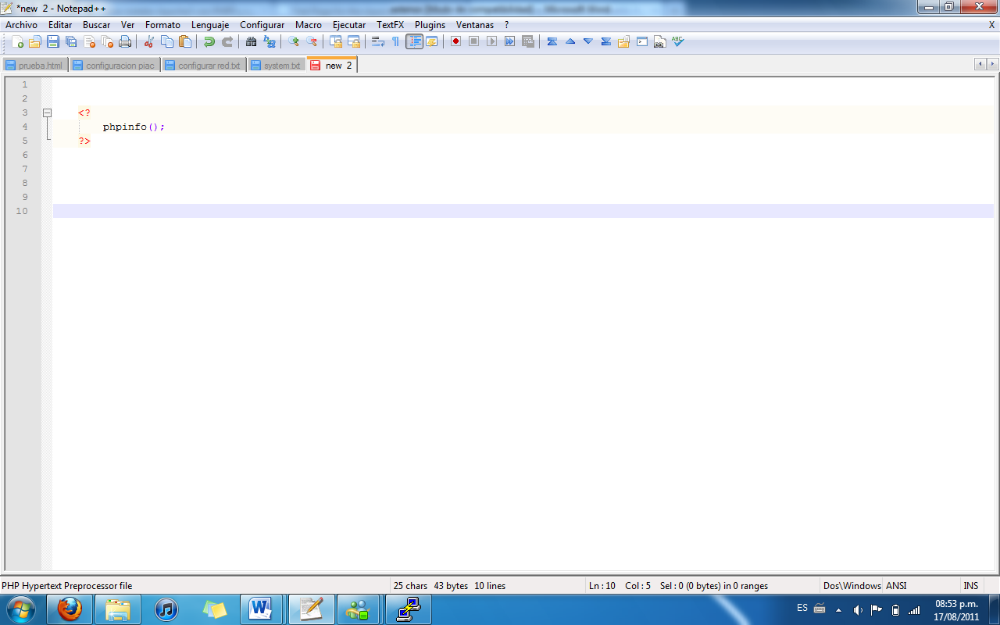 *new  2 - Notepad++
Archivo Editar Buscar Ver Formato Lenguaje Configurar Macro Ejecutar TextFX Plugins Ventanas ? X
prueba.html configuracion piac configurar red.txt system.txt new  2
1
2
3 <?
4 phpinfo();
5 ?>
6
7
8
9
10
PHP Hypertext Preprocessor file 25 chars 43 bytes 10 lines Ln : 10 Col : 5 Sel : 0 (0 bytes) in 0 ranges Dos\Windows ANSI INS
ES 08:53 p.m.
17/08/2011